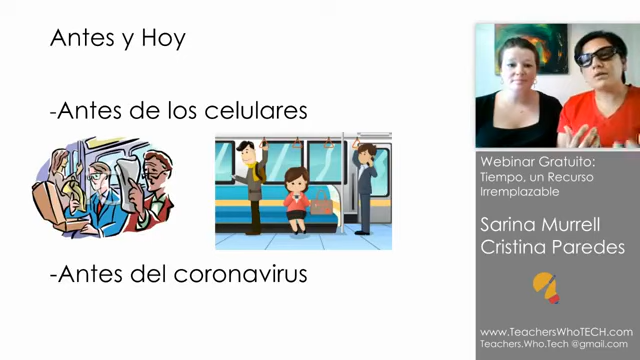 Antes y Hoy
-Antes de los celulares
-Antes del coronavirus
Webinar Gratuito:
Tiempo, un Recurso
Irremplazable
Sarina Murrell
Cristina Paredes
www.TeachersWhoTECH.com
Teachers.Who.Tech @gmail.com